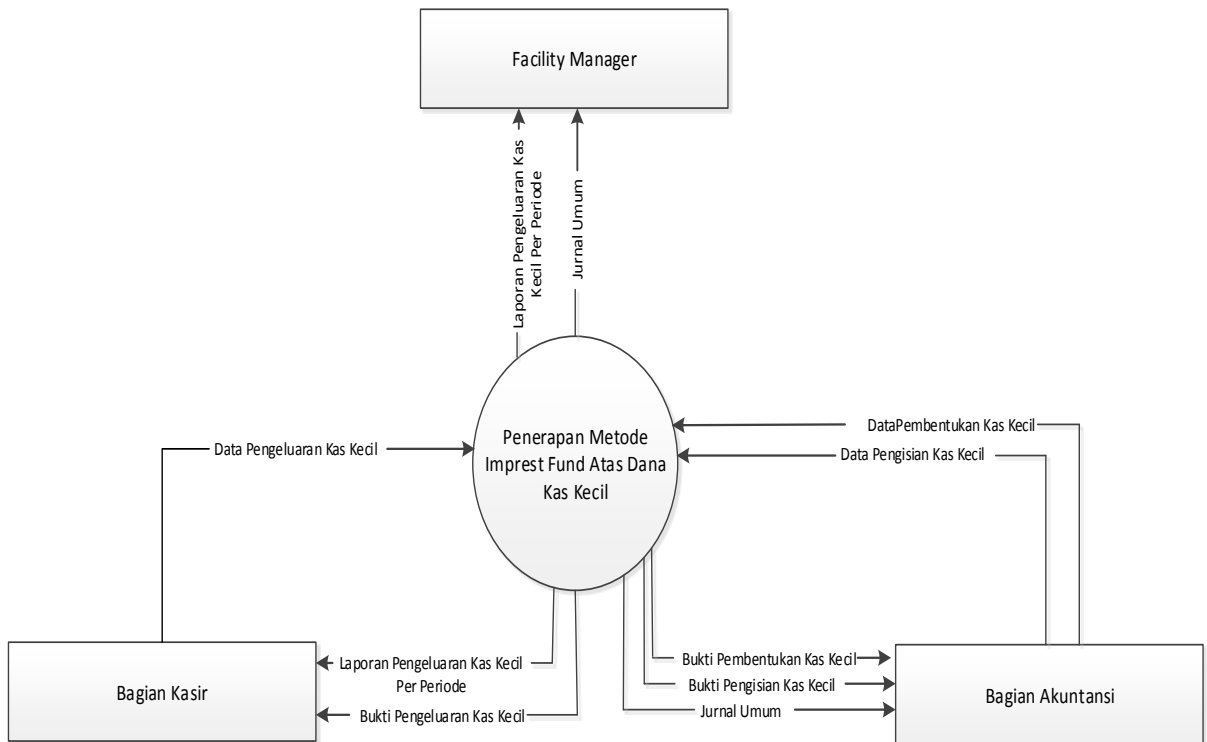 Facility Manager
Laporan Pengeluaran Kas
Kecil Per Periode
Jurnal Umum
Penerapan Metode
Imprest Fund Atas Dana
Kas Kecil
Data Pengeluaran Kas Kecil
DataPembentukan Kas Kecil
Data Pengisian Kas Kecil
Bagian Kasir
Laporan Pengeluaran Kas Kecil
Per Periode
Bukti Pengeluaran Kas Kecil
Bukti Pembentukan Kas Kecil
Bukti Pengisian Kas Kecil
Jurnal Umum
Bagian Akuntansi